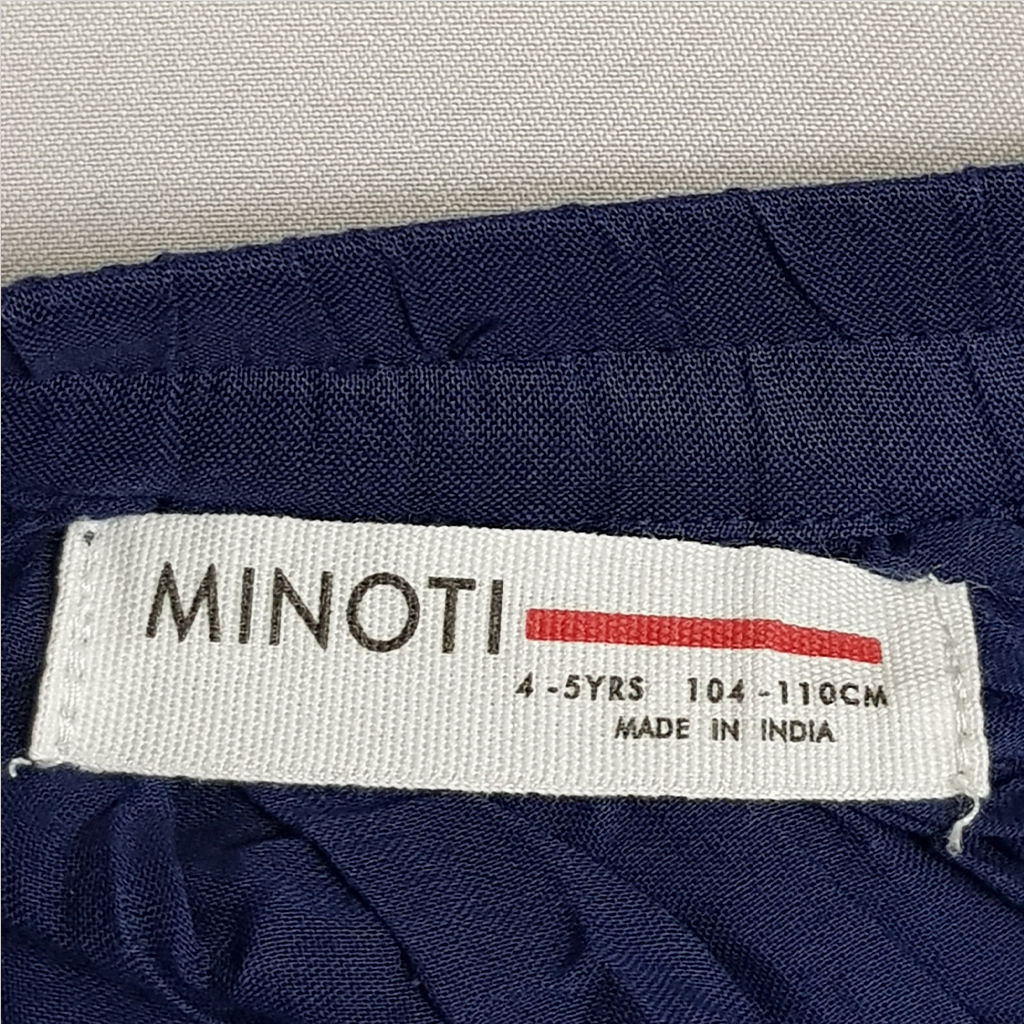 MINOTI
4-5YRS 104-110CM
MADE IN INDIA